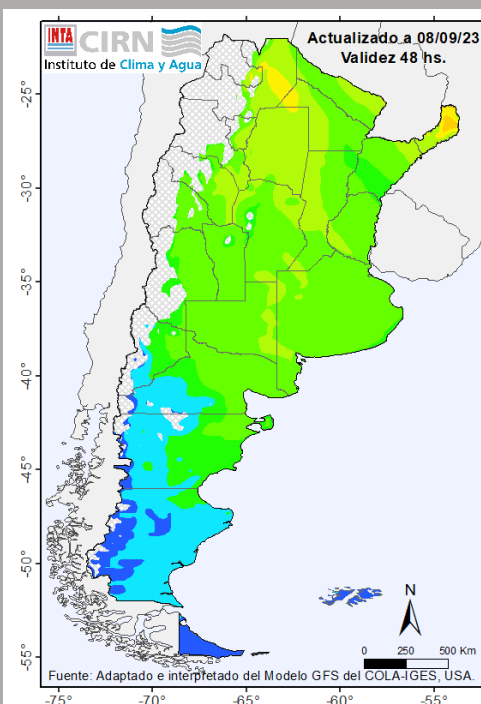 INTA CIRN
Instituto de Clima y Agua
Actualizado a 08/09/23
Validez 48 hs.
-25°
-30°
-35°
-40°
-45°
-50°
-55°
N
0 250 500 Km
Fuente: Adaptado e interpretado del Modelo GFS del COLA-IGES, USA.
-75° -70° -65° -60° -55°